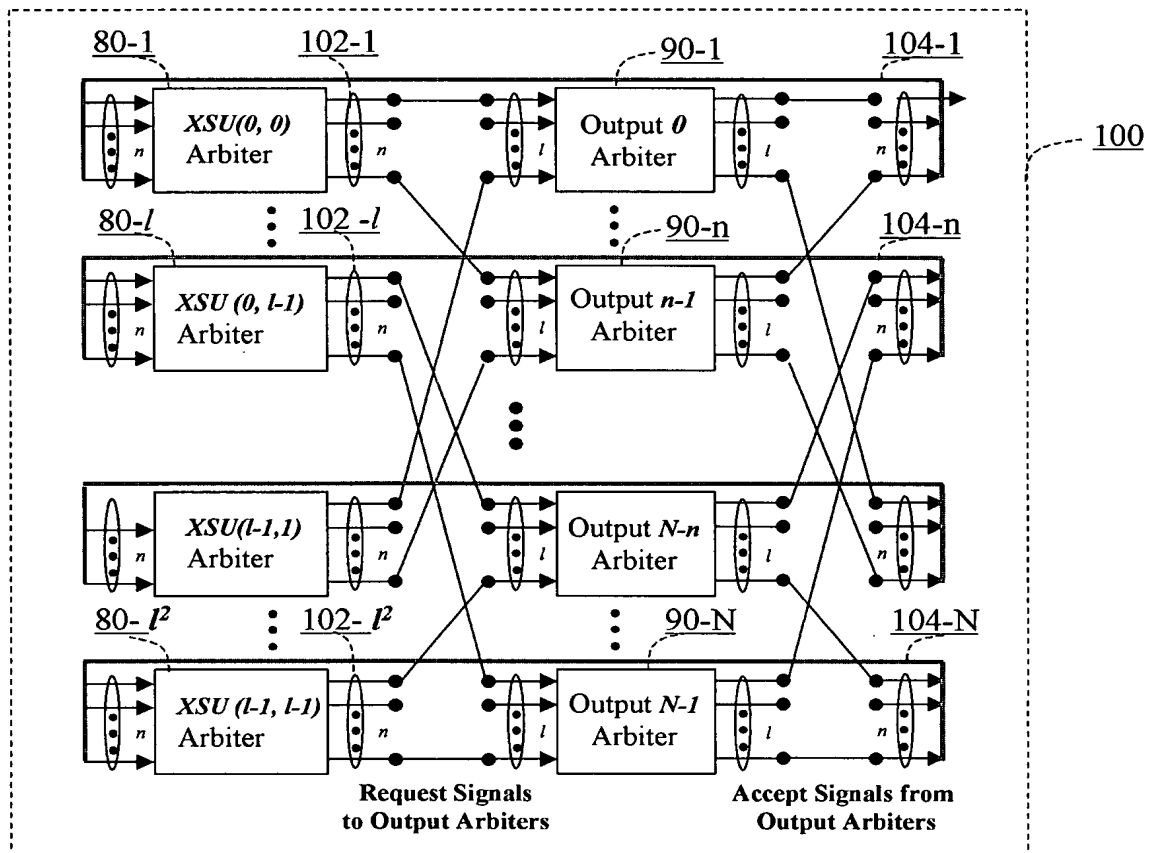 80-1 102-1 90-1 104-1
XSU(0, 0) Arbiter
Output 0 Arbiter
n n l l n
100
80-l 102 -l 90-n 104-n
XSU (0, l-1) Arbiter
Output n-1 Arbiter
n n l l n
XSU(l-1,1) Arbiter
Output N-n Arbiter
n n l l n
80- l² 102- l² 90-N 104-N
XSU (l-1, l-1) Arbiter
Output N-1 Arbiter
n n l l n
Request Signals to Output Arbiters
Accept Signals from Output Arbiters